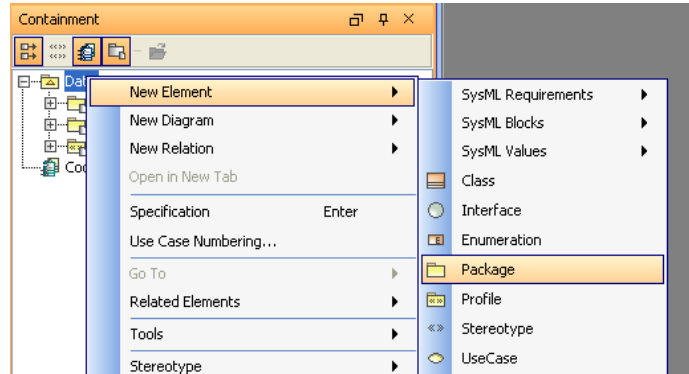 Containment
Dat
New Element
New Diagram
New Relation
Open in New Tab
Specification Enter
Use Case Numbering...
Go To
Related Elements
Tools
Stereotype
SysML Requirements
SysML Blocks
SysML Values
Class
Interface
Enumeration
Package
Profile
Stereotype
UseCase